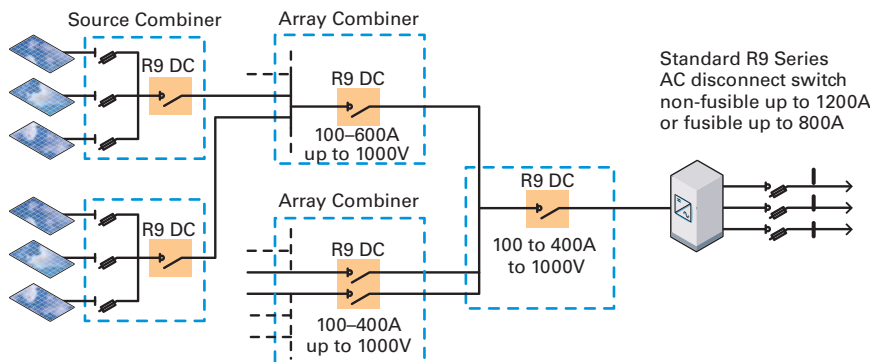 Source Combiner
R9 DC
R9 DC
Array Combiner
R9 DC
100–600A
up to 1000V
Array Combiner
R9 DC
100–400A
up to 1000V
R9 DC
100 to 400A
to 1000V
Standard R9 Series
AC disconnect switch
non-fusible up to 1200A
or fusible up to 800A